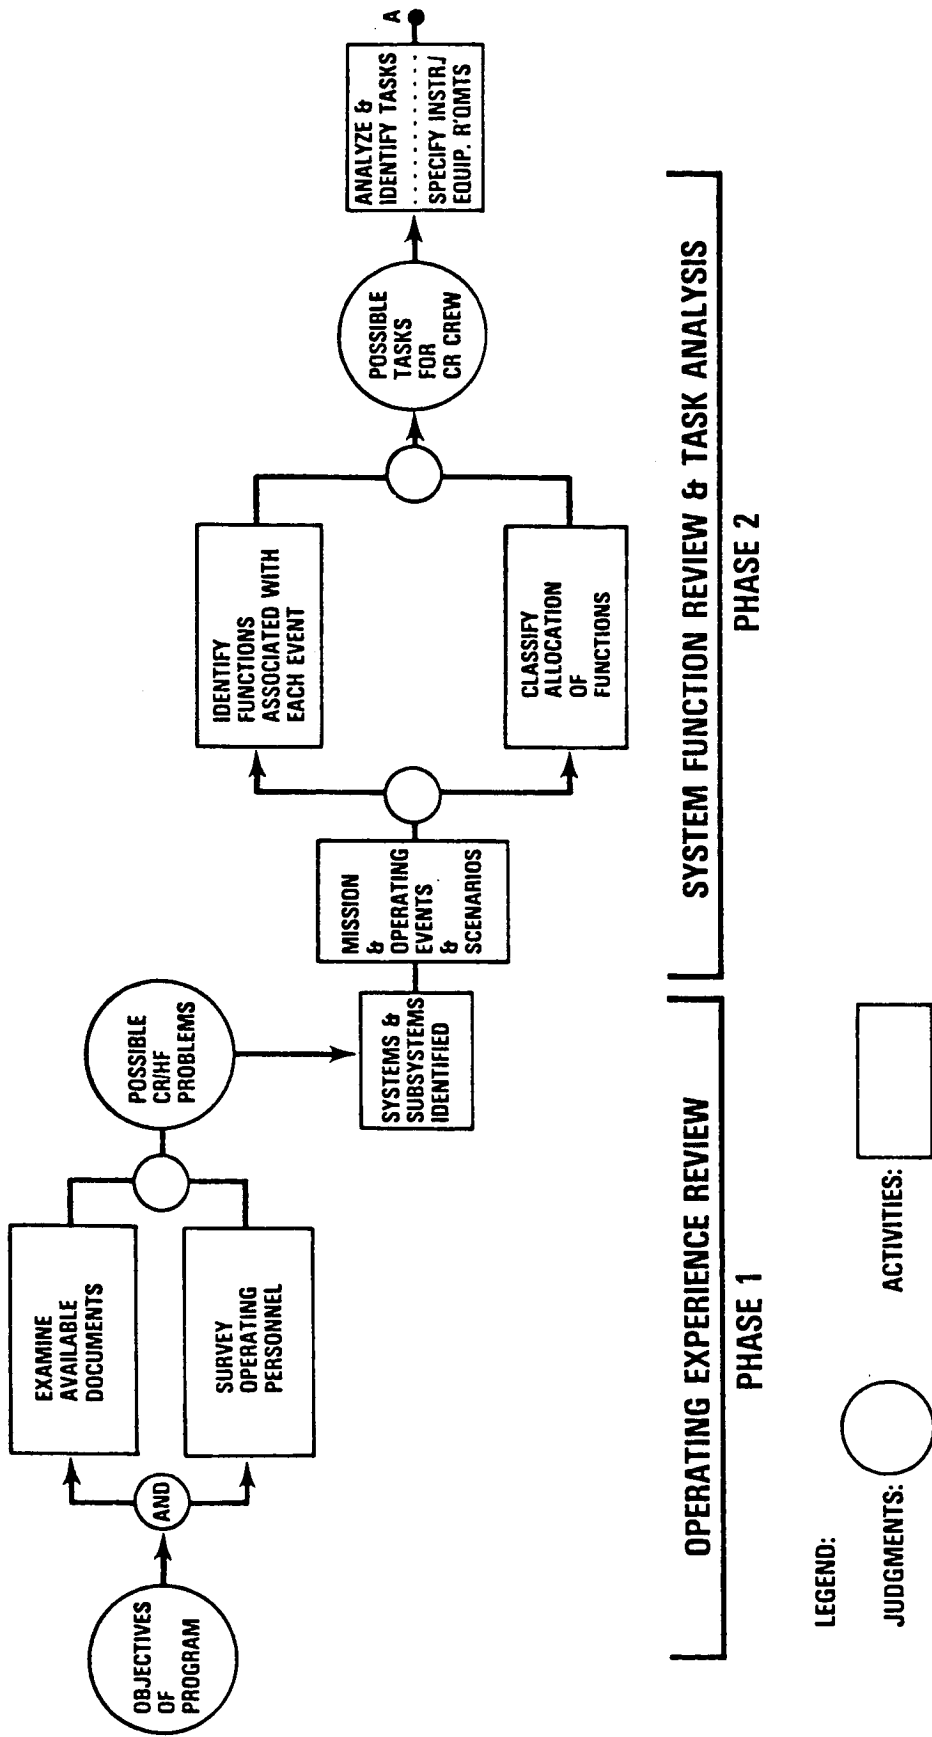 OBJECTIVES
OF
PROGRAM
AND
EXAMINE
AVAILABLE
DOCUMENTS
SURVEY
OPERATING
PERSONNEL
POSSIBLE
CR/HF
PROBLEMS
SYSTEMS &
SUBSYSTEMS
IDENTIFIED
MISSION
&
OPERATING
EVENTS
&
SCENARIOS
IDENTIFY
FUNCTIONS
ASSOCIATED WITH
EACH EVENT
CLASSIFY
ALLOCATION
OF
FUNCTIONS
POSSIBLE
TASKS
FOR
CR CREW
ANALYZE &
IDENTIFY TASKS
..........
SPECIFY INSTR/
EQUIP. R'QMTS
A
OPERATING EXPERIENCE REVIEW
PHASE 1
SYSTEM FUNCTION REVIEW & TASK ANALYSIS
PHASE 2
LEGEND:
JUDGMENTS:
ACTIVITIES: